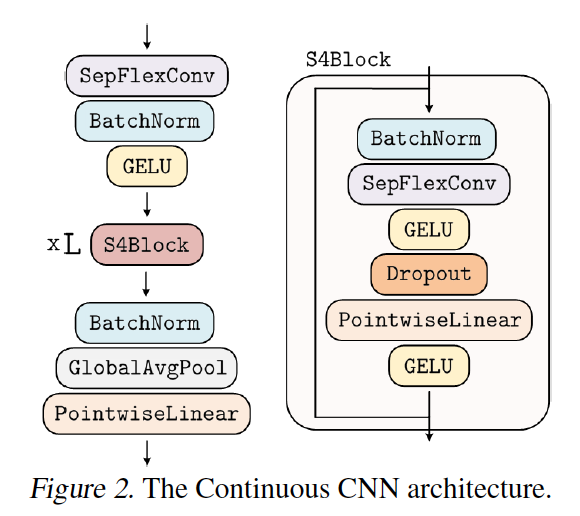 SepFlexConv
BatchNorm
GELU
xL S4Block
BatchNorm
GlobalAvgPool
PointwiseLinear
S4Block
BatchNorm
SepFlexConv
GELU
Dropout
PointwiseLinear
GELU
Figure 2. The Continuous CNN architecture.